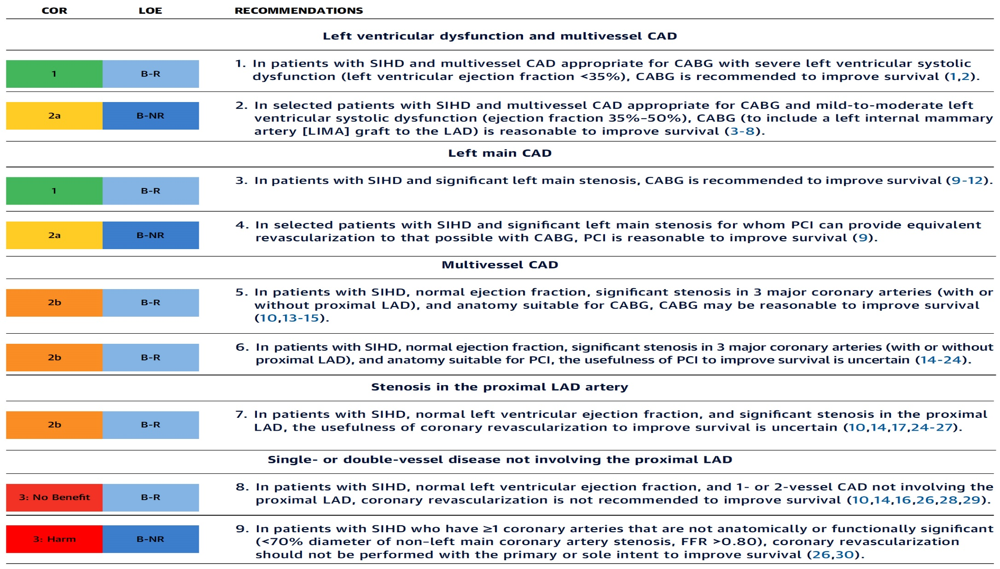 COR LOE RECOMMENDATIONS
Left ventricular dysfunction and multivessel CAD
1 B-R 1. In patients with SIHD and multivessel CAD appropriate for CABG with severe left ventricular systolic
dysfunction (left ventricular ejection fraction <35%), CABG is recommended to improve survival (1,2).
2a B-NR 2. In selected patients with SIHD and multivessel CAD appropriate for CABG and mild-to-moderate left
ventricular systolic dysfunction (ejection fraction 35%–50%), CABG (to include a left internal mammary
artery [LIMA] graft to the LAD) is reasonable to improve survival (3-8).
Left main CAD
1 B-R 3. In patients with SIHD and significant left main stenosis, CABG is recommended to improve survival (9-12).
2a B-NR 4. In selected patients with SIHD and significant left main stenosis for whom PCI can provide equivalent
revascularization to that possible with CABG, PCI is reasonable to improve survival (9).
Multivessel CAD
2b B-R 5. In patients with SIHD, normal ejection fraction, significant stenosis in 3 major coronary arteries (with or
without proximal LAD), and anatomy suitable for CABG, CABG may be reasonable to improve survival
(10,13-15).
2b B-R 6. In patients with SIHD, normal ejection fraction, significant stenosis in 3 major coronary arteries (with or without
proximal LAD), and anatomy suitable for PCI, the usefulness of PCI to improve survival is uncertain (14-24).
Stenosis in the proximal LAD artery
2b B-R 7. In patients with SIHD, normal left ventricular ejection fraction, and significant stenosis in the proximal
LAD, the usefulness of coronary revascularization to improve survival is uncertain (10,14,17,24-27).
Single- or double-vessel disease not involving the proximal LAD
3: No Benefit B-R 8. In patients with SIHD, normal left ventricular ejection fraction, and 1- or 2-vessel CAD not involving the
proximal LAD, coronary revascularization is not recommended to improve survival (10,14,16,26,28,29).
3: Harm B-NR 9. In patients with SIHD who have ≥1 coronary arteries that are not anatomically or functionally significant
(<70% diameter of non–left main coronary artery stenosis, FFR >0.80), coronary revascularization
should not be performed with the primary or sole intent to improve survival (26,30).